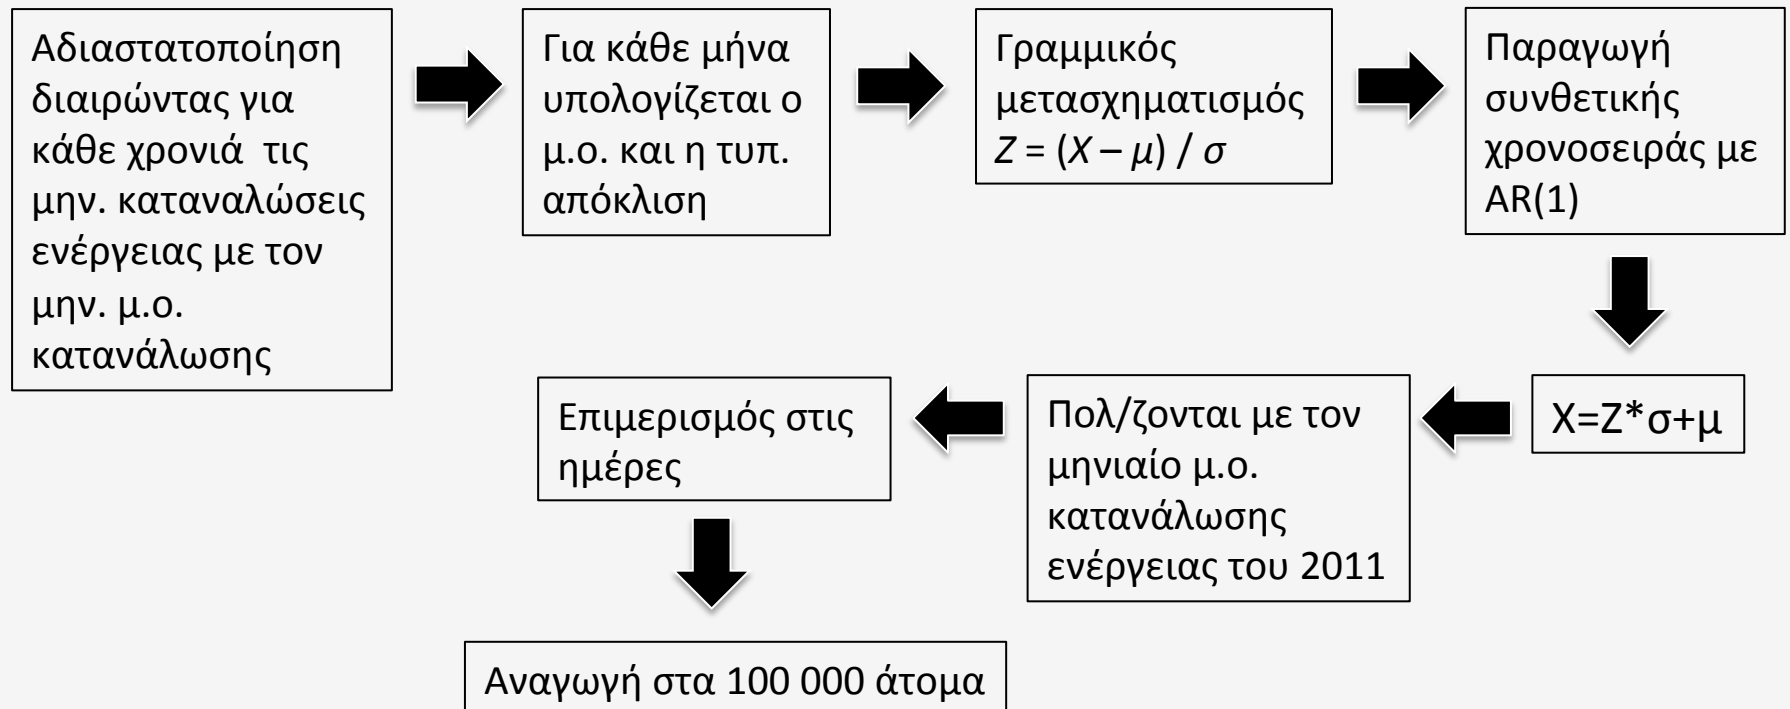 Αδιαστατοποίηση
διαιρώντας για
κάθε χρονιά τις
μην. καταναλώσεις
ενέργειας με τον
μην. μ.ο.
κατανάλωσης
Για κάθε μήνα
υπολογίζεται ο
μ.ο. και η τυπ.
απόκλιση
Γραμμικός
μετασχηματισμός
Z = (X – μ) / σ
Παραγωγή
συνθετικής
χρονοσειράς με
AR(1)
X=Z*σ+μ
Πολ/ζονται με τον
μηνιαίο μ.ο.
κατανάλωσης
ενέργειας του 2011
Επιμερισμός στις
ημέρες
Αναγωγή στα 100 000 άτομα